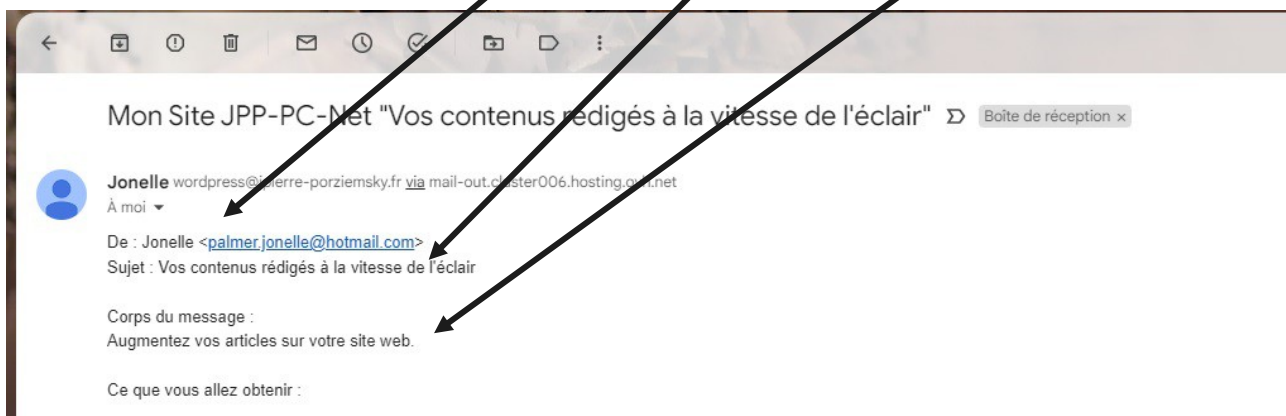 Mon Site JPP-PC-Net "Vos contenus rédigés à la vitesse de l'éclair" Boîte de réception ×
Jonelle wordpress@jpierre-porziemsky.fr via mail-out.cluster006.hosting.ovh.net
À moi
De : Jonelle <palmer.jonelle@hotmail.com>
Sujet : Vos contenus rédigés à la vitesse de l'éclair
Corps du message :
Augmentez vos articles sur votre site web.
Ce que vous allez obtenir :